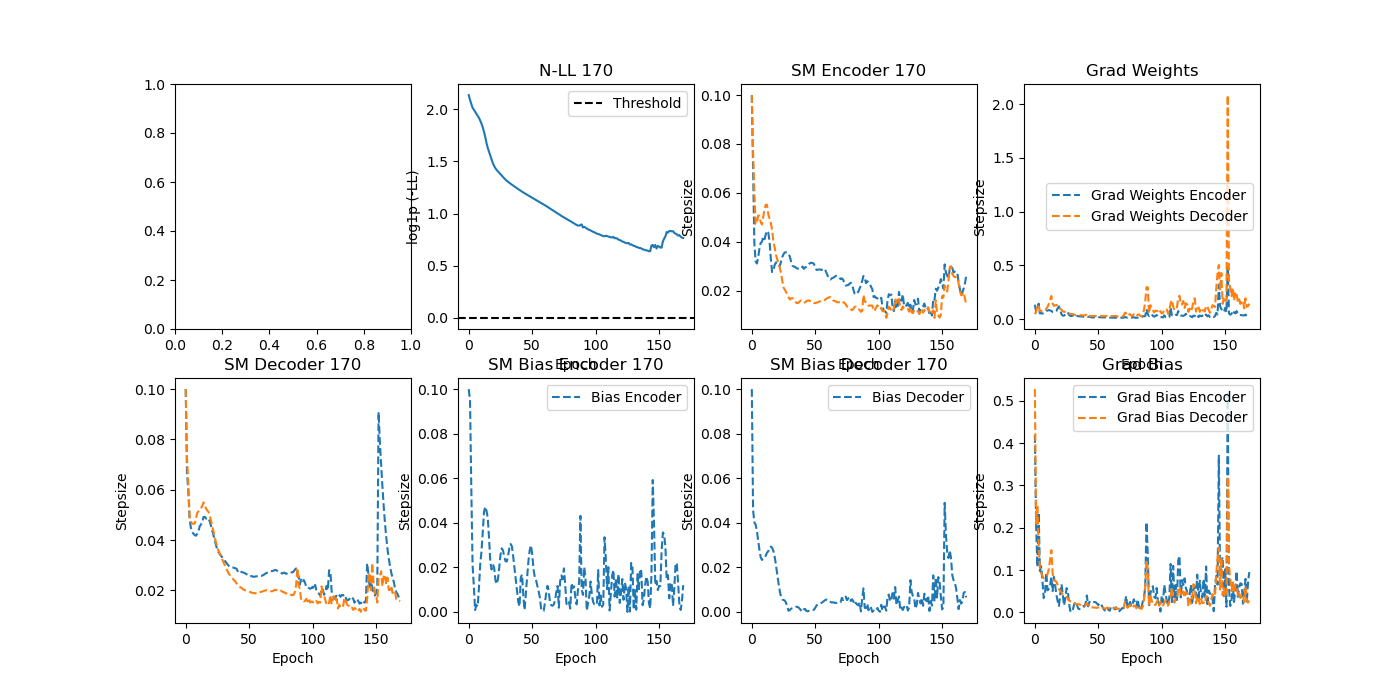 1.0
0.8
0.6
0.4
0.2
0.0
0.0 0.2 0.4 0.6 0.8 1.0
N-LL 170
log1p (-LL)
2.0
1.5
1.0
0.5
0.0
Threshold
0 50 100 150
Epoch
SM Encoder 170
Stepsize
0.10
0.08
0.06
0.04
0.02
0 50 100 150
Epoch
Grad Weights
Stepsize
2.0
1.5
1.0
0.5
0.0
Grad Weights Encoder
Grad Weights Decoder
0 50 100 150
Epoch
SM Decoder 170
Stepsize
0.10
0.08
0.06
0.04
0.02
0 50 100 150
Epoch
SM Bias Encoder 170
Stepsize
0.10
0.08
0.06
0.04
0.02
0.00
Bias Encoder
0 50 100 150
Epoch
SM Bias Decoder 170
Stepsize
0.10
0.08
0.06
0.04
0.02
0.00
Bias Decoder
0 50 100 150
Epoch
Grad Bias
Stepsize
0.5
0.4
0.3
0.2
0.1
0.0
Grad Bias Encoder
Grad Bias Decoder
0 50 100 150
Epoch